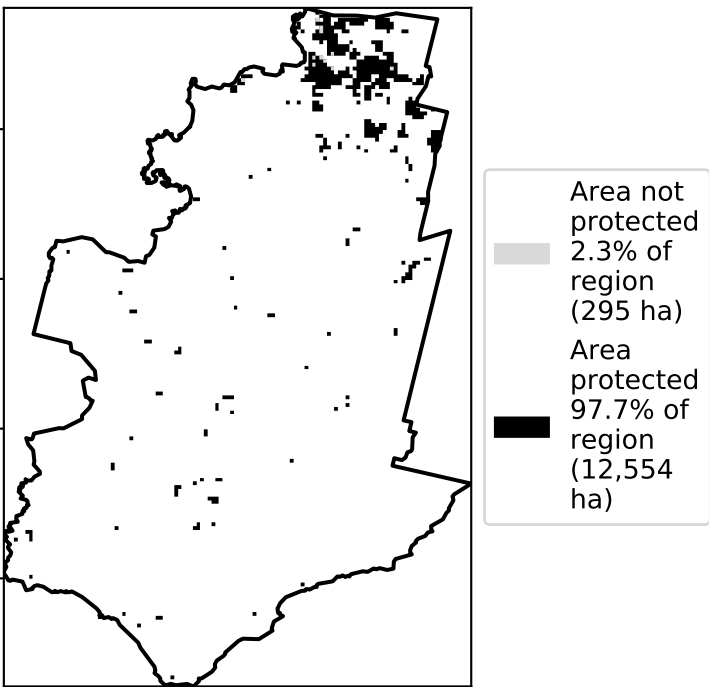 Area not
protected
2.3% of
region
(295 ha)
Area
protected
97.7% of
region
(12,554
ha)